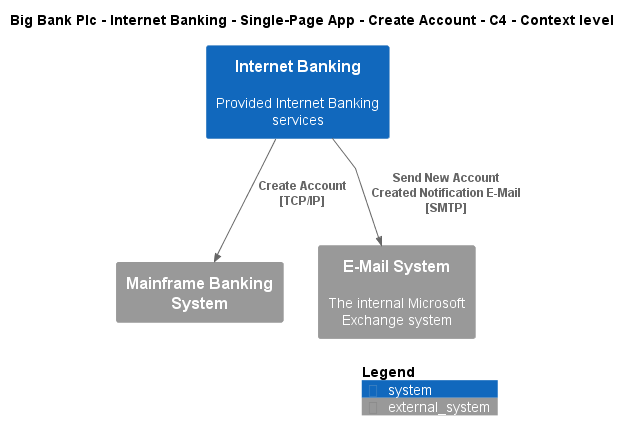 Big Bank Plc - Internet Banking - Single-Page App - Create Account - C4 - Context level
Internet Banking
Provided Internet Banking
services
Create Account
[TCP/IP]
Send New Account
Created Notification E-Mail
[SMTP]
Mainframe Banking
System
E-Mail System
The internal Microsoft
Exchange system
Legend
system
external_system